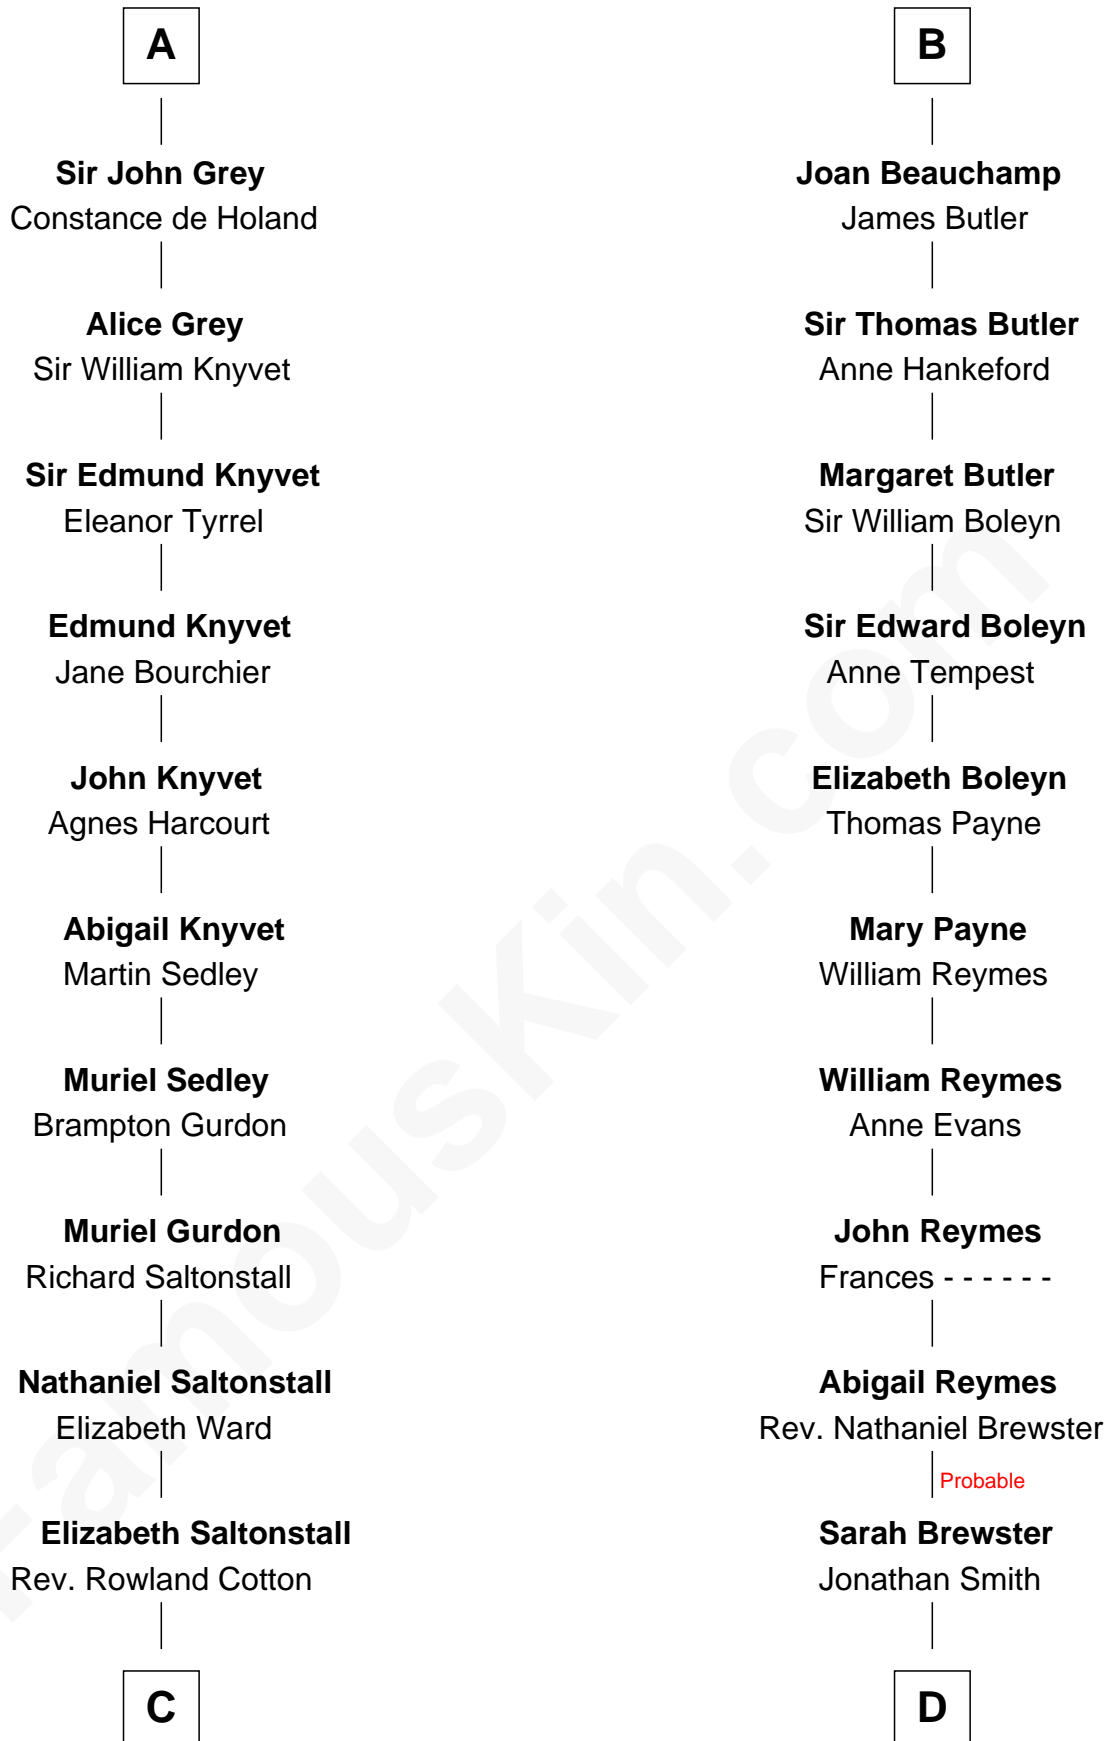 A
Sir John Grey
Constance de Holand
Alice Grey
Sir William Knyvet
Sir Edmund Knyvet
Eleanor Tyrrel
Edmund Knyvet
Jane Bourchier
John Knyvet
Agnes Harcourt
Abigail Knyvet
Martin Sedley
Muriel Sedley
Brampton Gurdon
Muriel Gurdon
Richard Saltonstall
Nathaniel Saltonstall
Elizabeth Ward
Elizabeth Saltonstall
Rev. Rowland Cotton
C
B
Joan Beauchamp
James Butler
Sir Thomas Butler
Anne Hankeford
Margaret Butler
Sir William Boleyn
Sir Edward Boleyn
Anne Tempest
Elizabeth Boleyn
Thomas Payne
Mary Payne
William Reymes
William Reymes
Anne Evans
John Reymes
Frances - - - - - -
Abigail Reymes
Rev. Nathaniel Brewster
Probable
Sarah Brewster
Jonathan Smith
D
FamousKin.com